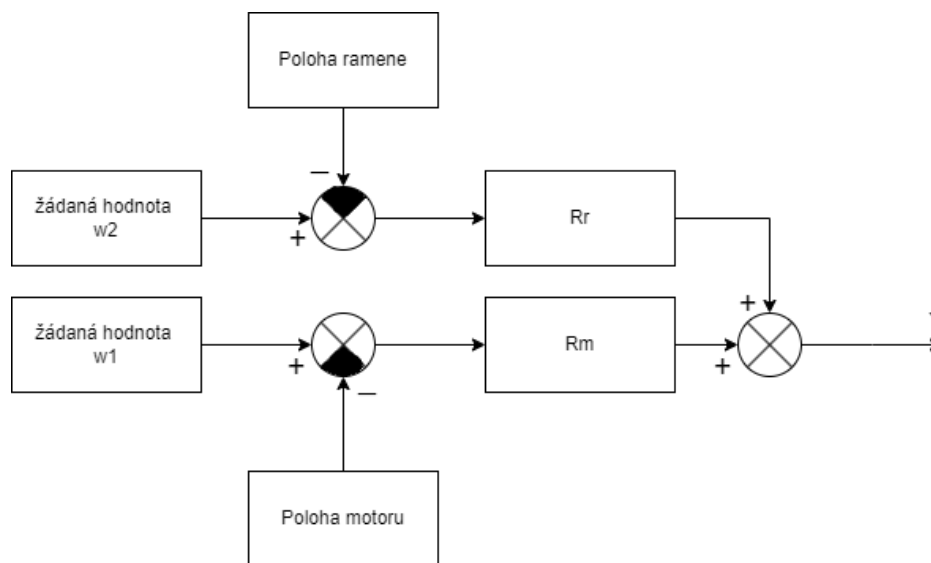 Poloha ramene
−
žádaná hodnota
w2
+
Rr
žádaná hodnota
w1
+
Rm
+
+
−
Poloha motoru